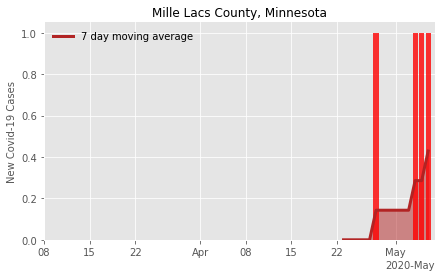 Mille Lacs County, Minnesota
7 day moving average
New Covid-19 Cases
1.0
0.8
0.6
0.4
0.2
0.0
08 15 22 Apr 08 15 22 May
2020-May